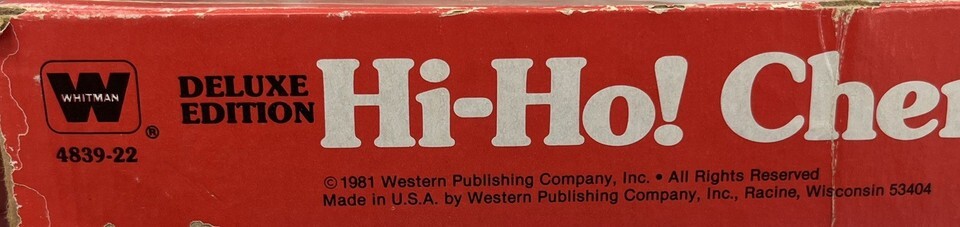 WHITMAN
®
4839-22
DELUXE
EDITION
Hi-Ho! Cher
© 1981 Western Publishing Company, Inc. • All Rights Reserved
Made in U.S.A. by Western Publishing Company, Inc., Racine, Wisconsin 53404